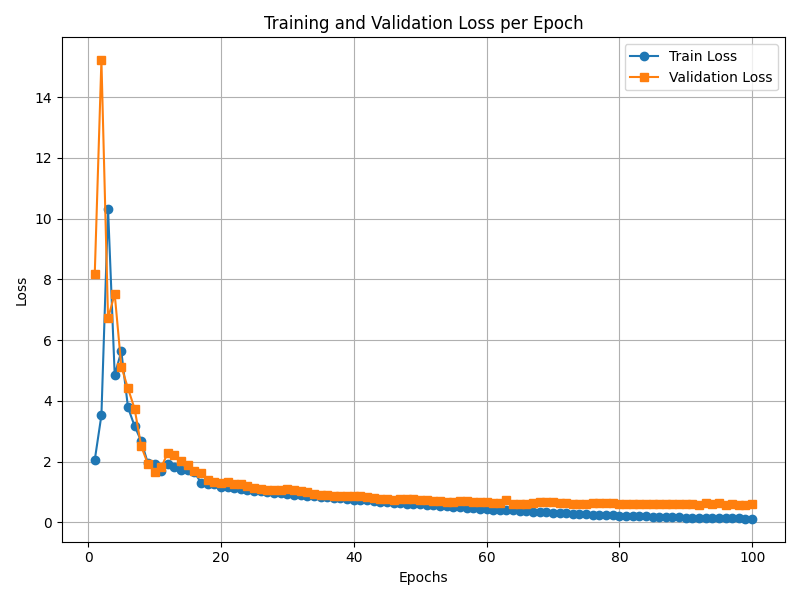 Training and Validation Loss per Epoch
Train Loss
Validation Loss
14
12
10
8
6
4
2
0
Loss
0 20 40 60 80 100
Epochs